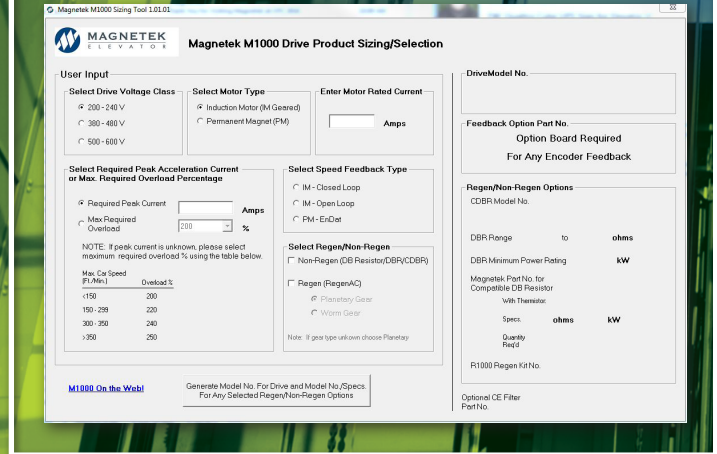 Magnetek M1000 Sizing Tool 1.01.01
MAGNETEK
ELEVATOR
Magnetek M1000 Drive Product Sizing/Selection
User Input
Select Drive Voltage Class
200 - 240 V
380 - 480 V
500 - 600 V
Select Motor Type
Induction Motor (IM Geared)
Permanent Magnet (PM)
Enter Motor Rated Current
Amps
Select Required Peak Acceleration Current
or Max. Required Overload Percentage
Required Peak Current
Amps
Max Required
Overload
200
%
NOTE: If peak current is unknown, please select
maximum required overload % using the table below.
Max. Car Speed
(Ft./Min.)
Overload %
<150 200
150 - 299 220
300 - 350 240
>350 250
Select Speed Feedback Type
IM - Closed Loop
IM - Open Loop
PM - EnDat
Select Regen/Non-Regen
Non-Regen (DB Resistor/DBR/CDBR)
Regen (RegenAC)
Planetary Gear
Worm Gear
Note: If gear type unkown choose Planetary
M1000 On the Web!
Generate Model No. For Drive and Model No./Specs.
For Any Selected Regen/Non-Regen Options
DriveModel No.
Feedback Option Part No.
Option Board Required
For Any Encoder Feedback
Regen/Non-Regen Options
CDBR Model No.
DBR Range to ohms
DBR Minimum Power Rating kW
Magnetek Part No. for
Compatible DB Resistor
With Thermistor.
Specs. ohms kW
Quantity
Req'd
R1000 Regen Kit No.
Optional CE Filter
Part No.